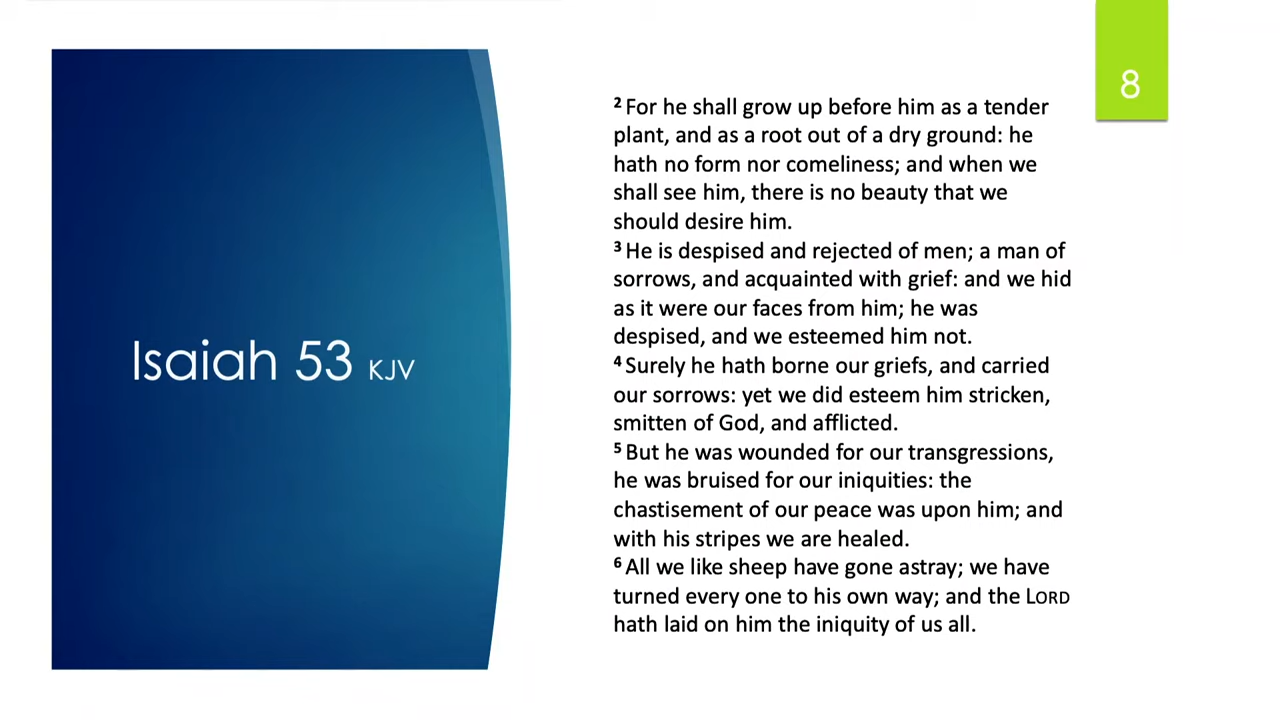 8
Isaiah 53 KJV
² For he shall grow up before him as a tender
plant, and as a root out of a dry ground: he
hath no form nor comeliness; and when we
shall see him, there is no beauty that we
should desire him.
³ He is despised and rejected of men; a man of
sorrows, and acquainted with grief: and we hid
as it were our faces from him; he was
despised, and we esteemed him not.
⁴ Surely he hath borne our griefs, and carried
our sorrows: yet we did esteem him stricken,
smitten of God, and afflicted.
⁵ But he was wounded for our transgressions,
he was bruised for our iniquities: the
chastisement of our peace was upon him; and
with his stripes we are healed.
⁶ All we like sheep have gone astray; we have
turned every one to his own way; and the LORD
hath laid on him the iniquity of us all.